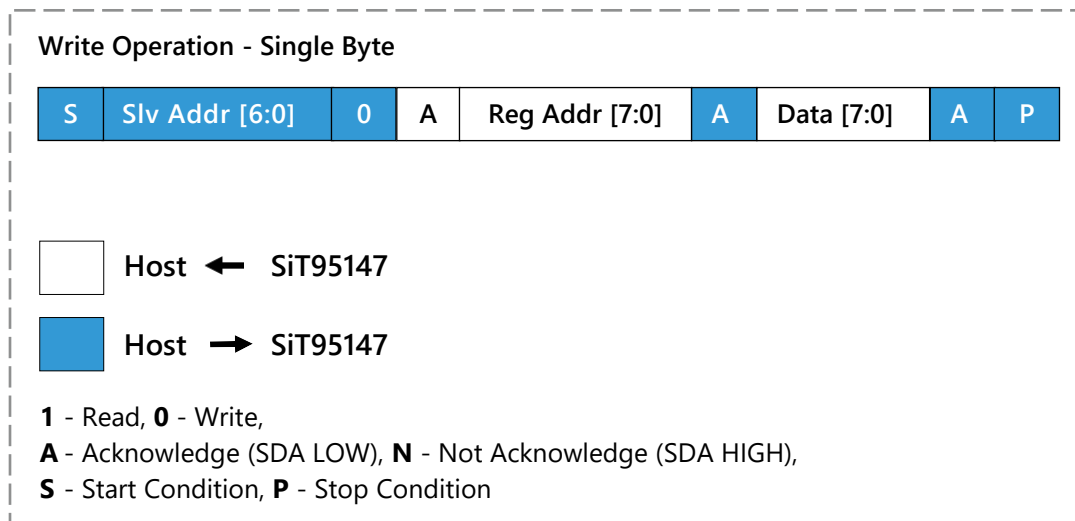 Write Operation - Single Byte
S Slv Addr [6:0] 0 A Reg Addr [7:0] A Data [7:0] A P
Host ← SiT95147
Host → SiT95147
1 - Read, 0 - Write,
A - Acknowledge (SDA LOW), N - Not Acknowledge (SDA HIGH),
S - Start Condition, P - Stop Condition